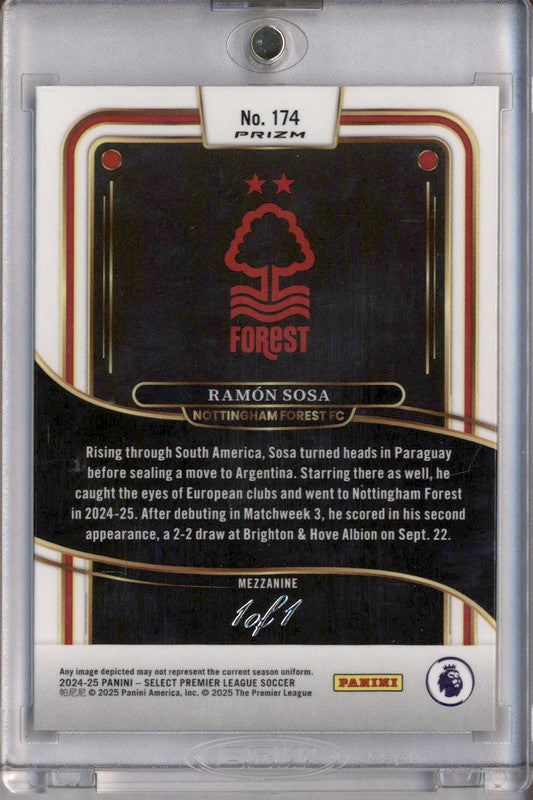 No. 174
PRIZM
FOREST
RAMÓN SOSA
NOTTINGHAM FOREST FC
Rising through South America, Sosa turned heads in Paraguay
before sealing a move to Argentina. Starring there as well, he
caught the eyes of European clubs and went to Nottingham Forest
in 2024-25. After debuting in Matchweek 3, he scored in his second
appearance, a 2-2 draw at Brighton & Hove Albion on Sept. 22.
MEZZANINE
1 of 1
Any image depicted may not represent the current season uniform.
2024-25 PANINI – SELECT PREMIER LEAGUE SOCCER
帕尼尼 © 2025 Panini America, Inc. © 2025 The Premier League
PANINI
BCW